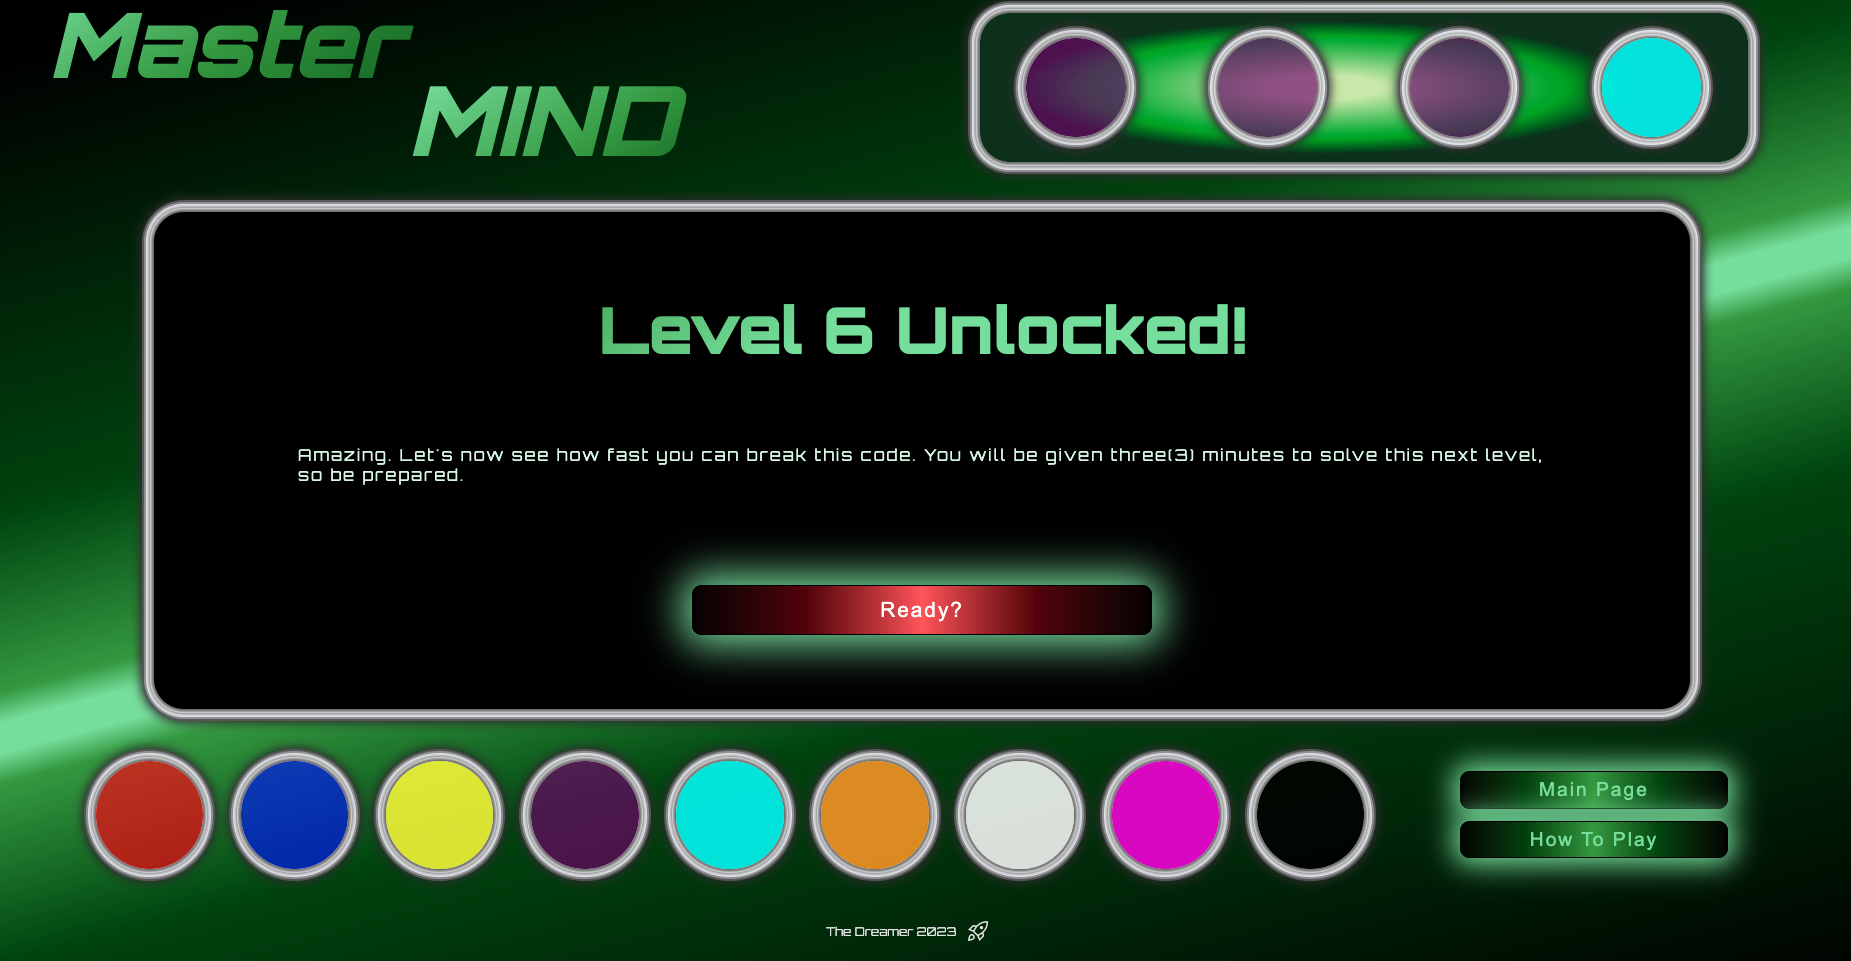 Master
MIND
Level 6 Unlocked!
Amazing. Let's now see how fast you can break this code. You will be given three(3) minutes to solve this next level,
so be prepared.
Ready?
Main Page
How To Play
The Dreamer 2023